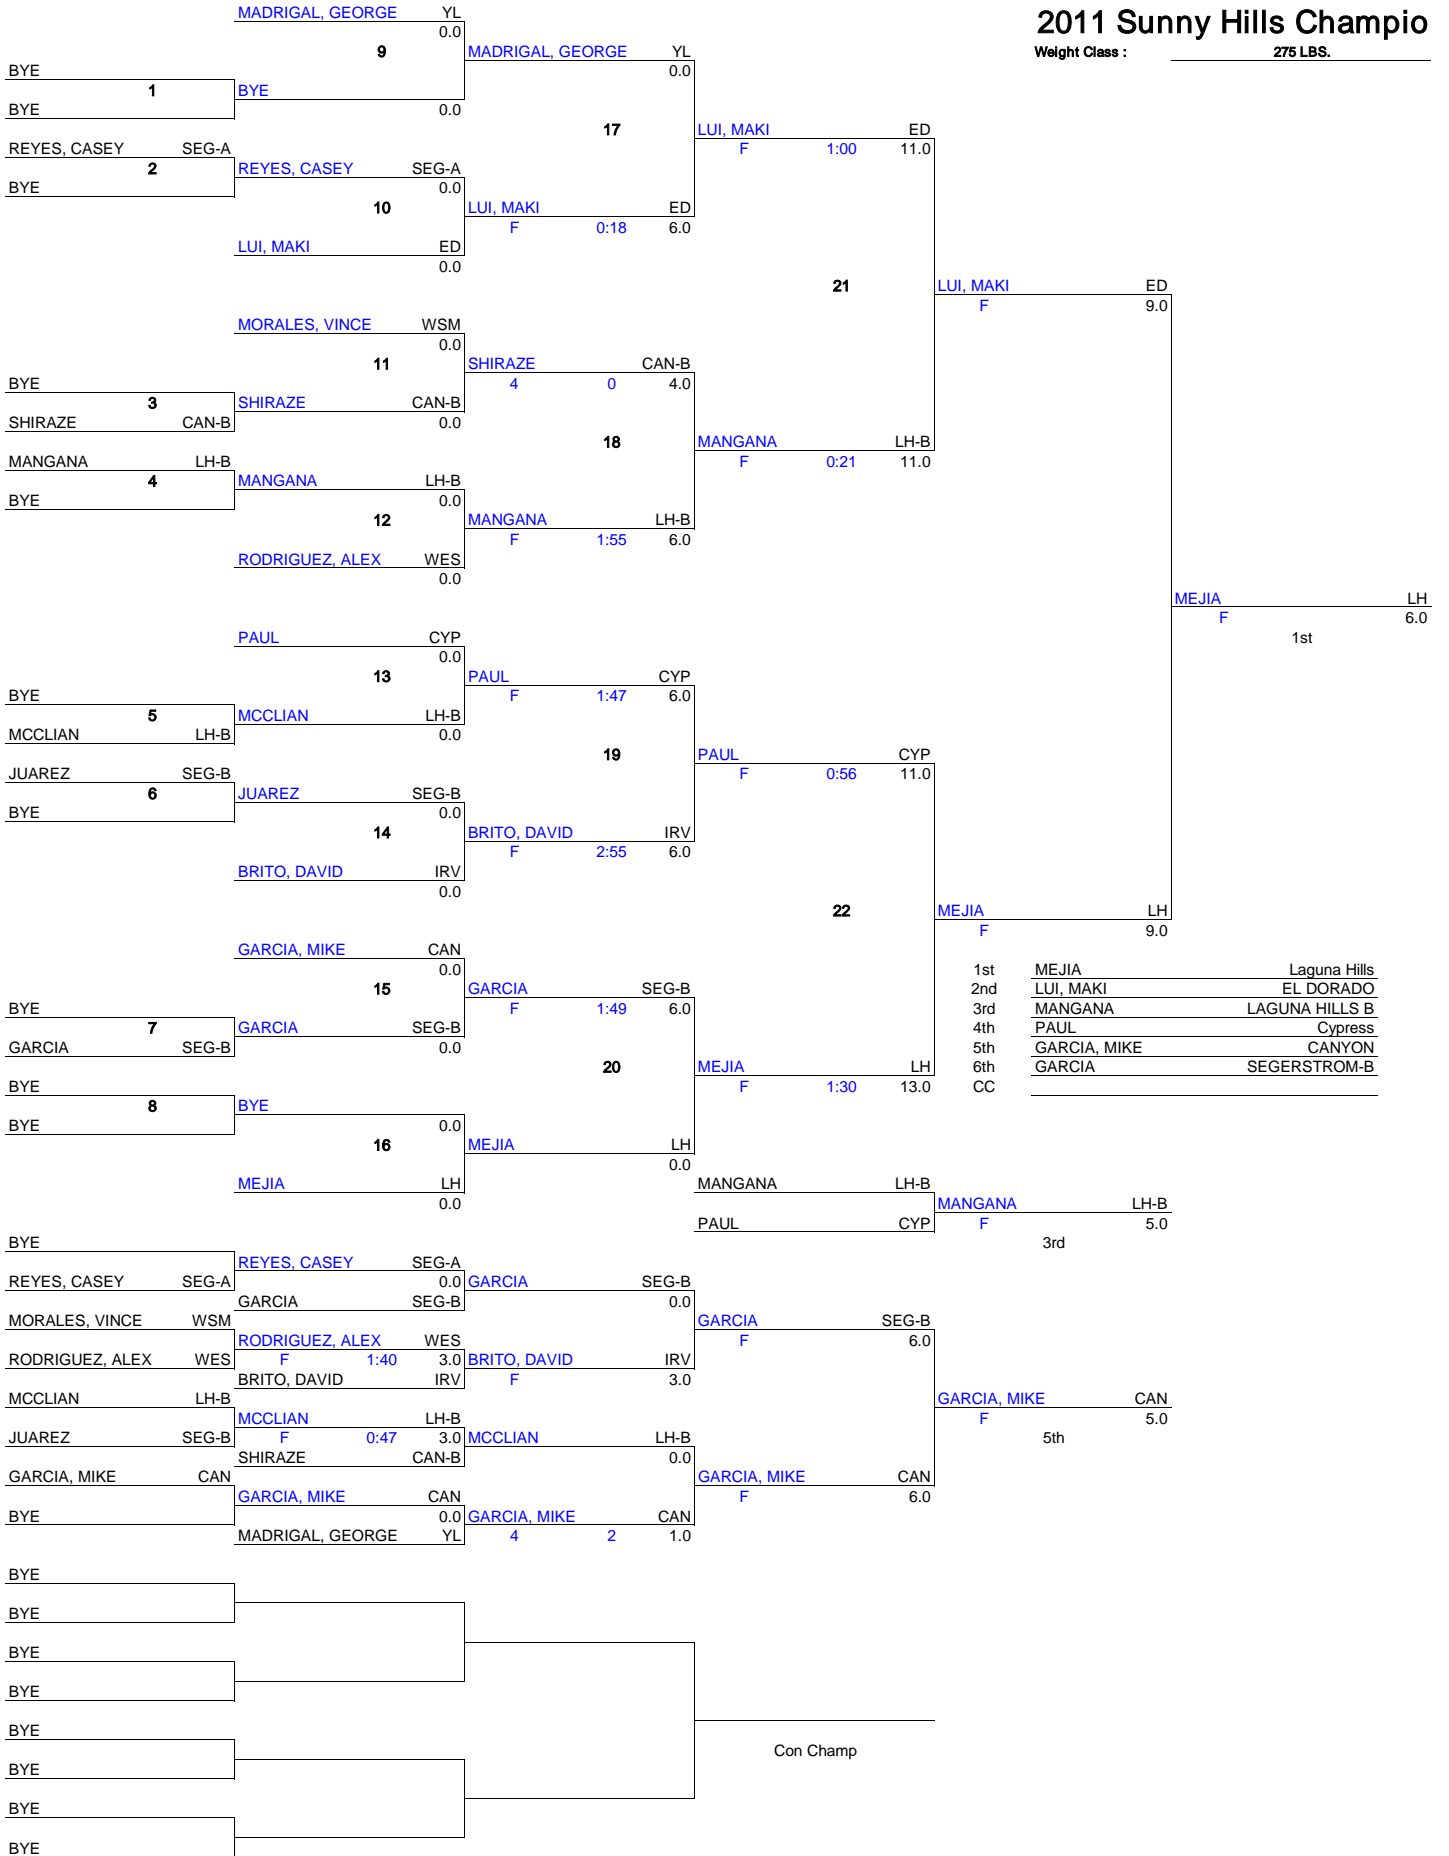 2011 Sunny Hills Champio
Weight Class : 275 LBS.
MADRIGAL, GEORGE YL
0.0
9
MADRIGAL, GEORGE YL
0.0
BYE
1
BYE
BYE
0.0
17
LUI, MAKI ED
F 1:00 11.0
REYES, CASEY SEG-A
2
REYES, CASEY SEG-A
0.0
BYE
10
LUI, MAKI ED
F 0:18 6.0
LUI, MAKI ED
0.0
21
LUI, MAKI ED
F 9.0
MORALES, VINCE WSM
0.0
11
SHIRAZE CAN-B
4 0 4.0
BYE
3
SHIRAZE CAN-B
0.0
SHIRAZE CAN-B
18
MANGANA LH-B
F 0:21 11.0
MANGANA LH-B
4
MANGANA LH-B
0.0
BYE
12
MANGANA LH-B
F 1:55 6.0
RODRIGUEZ, ALEX WES
0.0
MEJIA LH
F 6.0
1st
PAUL CYP
0.0
13
PAUL CYP
F 1:47 6.0
BYE
5
MCCLIAN LH-B
0.0
MCCLIAN LH-B
19
PAUL CYP
F 0:56 11.0
JUAREZ SEG-B
6
JUAREZ SEG-B
0.0
BYE
14
BRITO, DAVID IRV
F 2:55 6.0
BRITO, DAVID IRV
0.0
22
MEJIA LH
F 9.0
GARCIA, MIKE CAN
0.0
15
GARCIA SEG-B
F 1:49 6.0
BYE
7
GARCIA SEG-B
0.0
GARCIA SEG-B
20
MEJIA LH
F 1:30 13.0
BYE
8
BYE
0.0
BYE
16
MEJIA LH
0.0
MEJIA LH
0.0
1st MEJIA Laguna Hills
2nd LUI, MAKI EL DORADO
3rd MANGANA LAGUNA HILLS B
4th PAUL Cypress
5th GARCIA, MIKE CANYON
6th GARCIA SEGERSTROM-B
CC
MANGANA LH-B
MANGANA LH-B
F 5.0
PAUL CYP
3rd
BYE
REYES, CASEY SEG-A
0.0
REYES, CASEY SEG-A
GARCIA SEG-B
0.0
GARCIA SEG-B
MORALES, VINCE WSM
GARCIA SEG-B
F 6.0
RODRIGUEZ, ALEX WES
F 1:40 3.0
RODRIGUEZ, ALEX WES
BRITO, DAVID IRV
F 3.0
BRITO, DAVID IRV
MCCLIAN LH-B
GARCIA, MIKE CAN
F 5.0
5th
MCCLIAN LH-B
F 0:47 3.0
JUAREZ SEG-B
MCCLIAN LH-B
0.0
SHIRAZE CAN-B
GARCIA, MIKE CAN
GARCIA, MIKE CAN
F 6.0
GARCIA, MIKE CAN
0.0
BYE
GARCIA, MIKE CAN
4 2 1.0
MADRIGAL, GEORGE YL
BYE
BYE
BYE
BYE
BYE
Con Champ
BYE
BYE
BYE